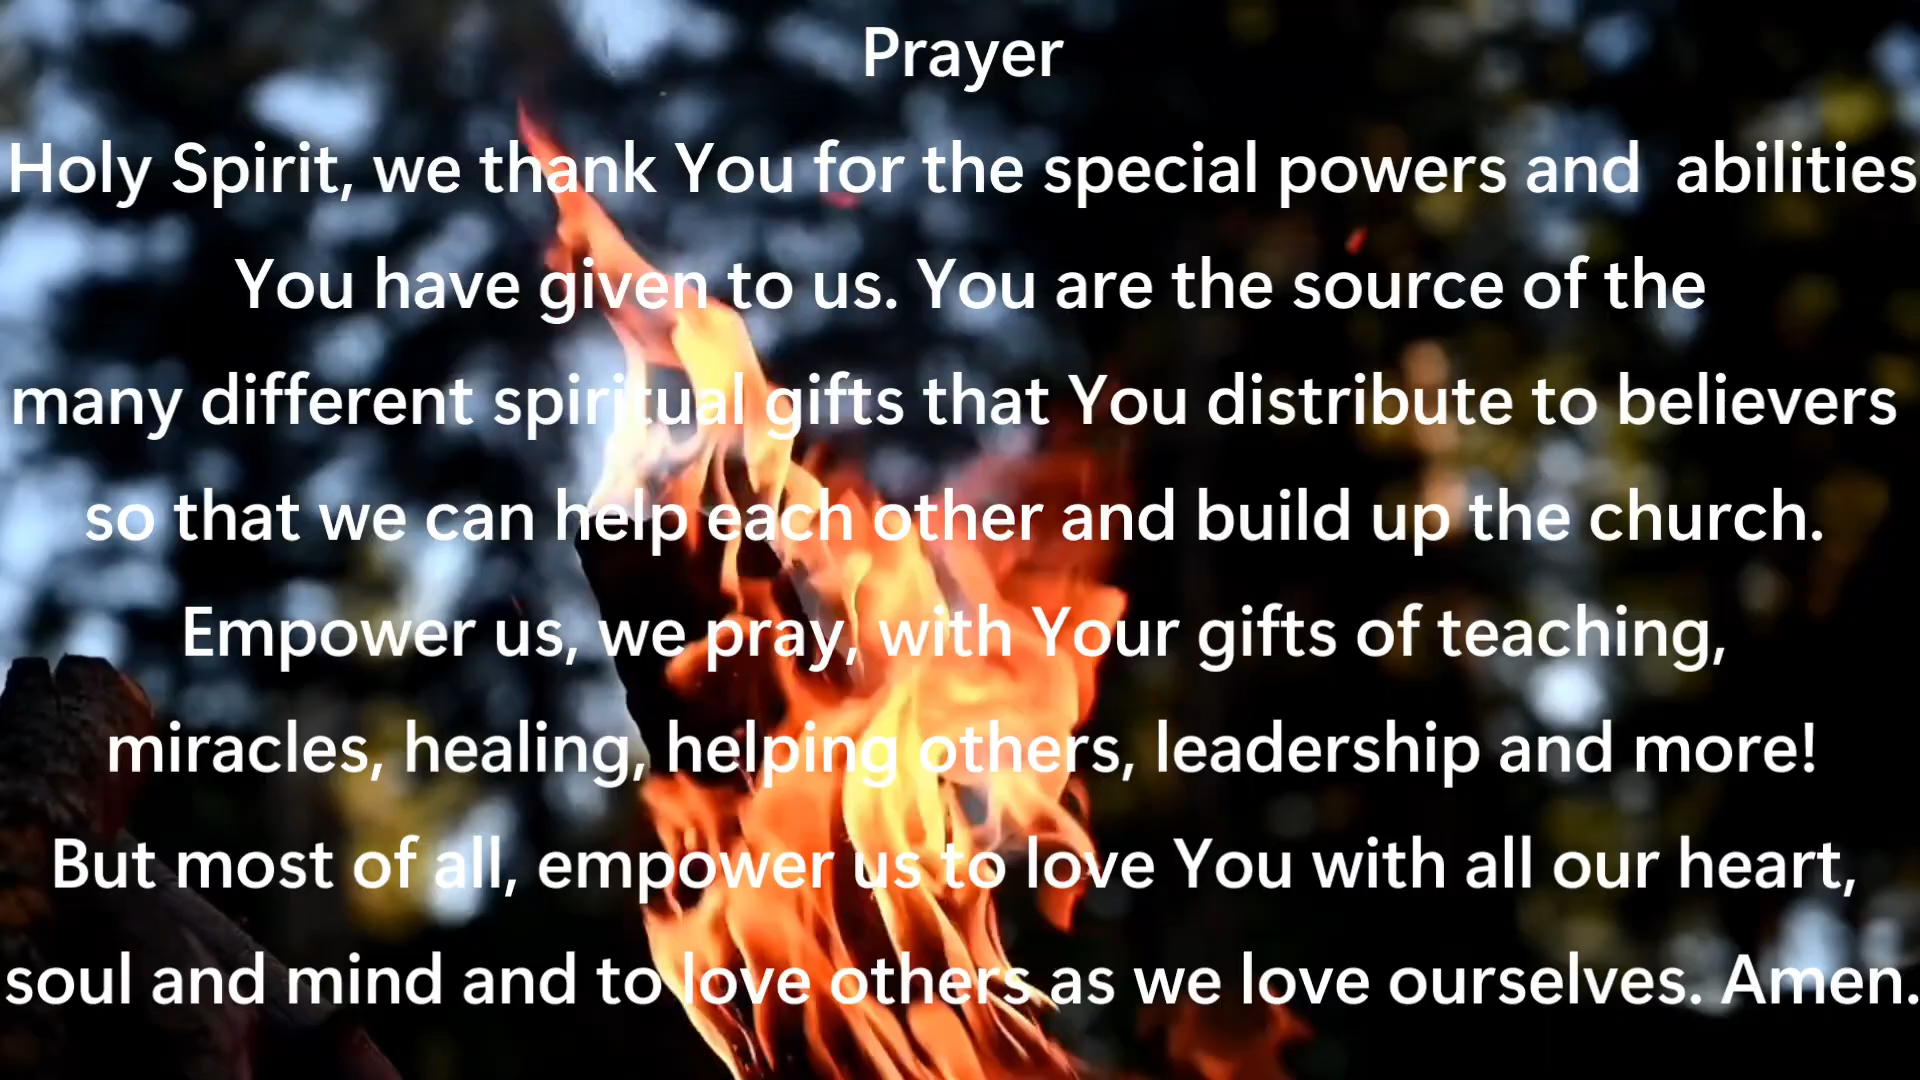 Prayer
Holy Spirit, we thank You for the special powers and  abilities
You have given to us. You are the source of the
many different spiritual gifts that You distribute to believers
so that we can help each other and build up the church.
Empower us, we pray, with Your gifts of teaching,
miracles, healing, helping others, leadership and more!
But most of all, empower us to love You with all our heart,
soul and mind and to love others as we love ourselves. Amen.